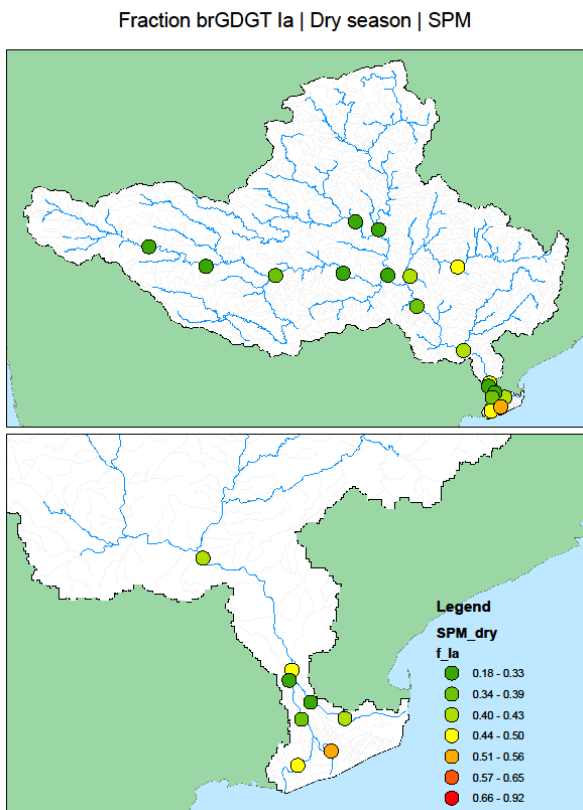 Fraction brGDGT Ia | Dry season | SPM
Legend
SPM_dry
f_Ia
0.18 - 0.33
0.34 - 0.39
0.40 - 0.43
0.44 - 0.50
0.51 - 0.56
0.57 - 0.65
0.66 - 0.92